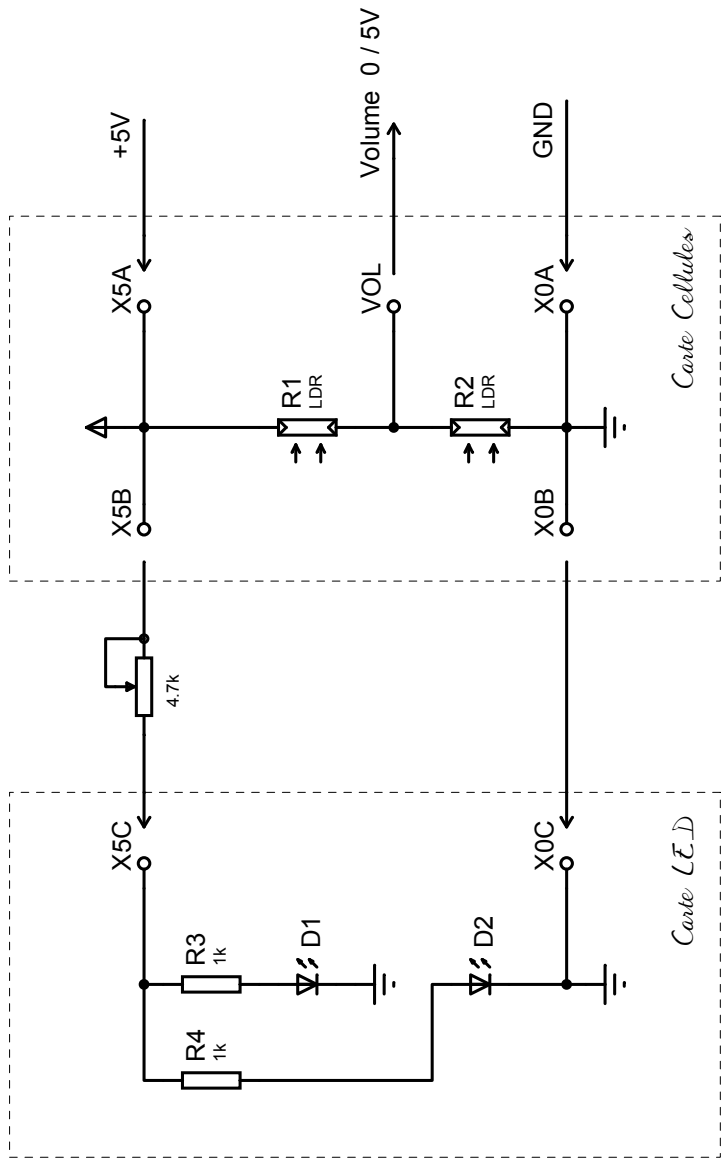 +5V
Volume 0 / 5V
GND
X5A
VOL
X0A
R1
LDR
R2
LDR
X5B
X0B
Carte Cellules
4.7k
X5C
X0C
R3
1k
D1
D2
R4
1k
Carte LED